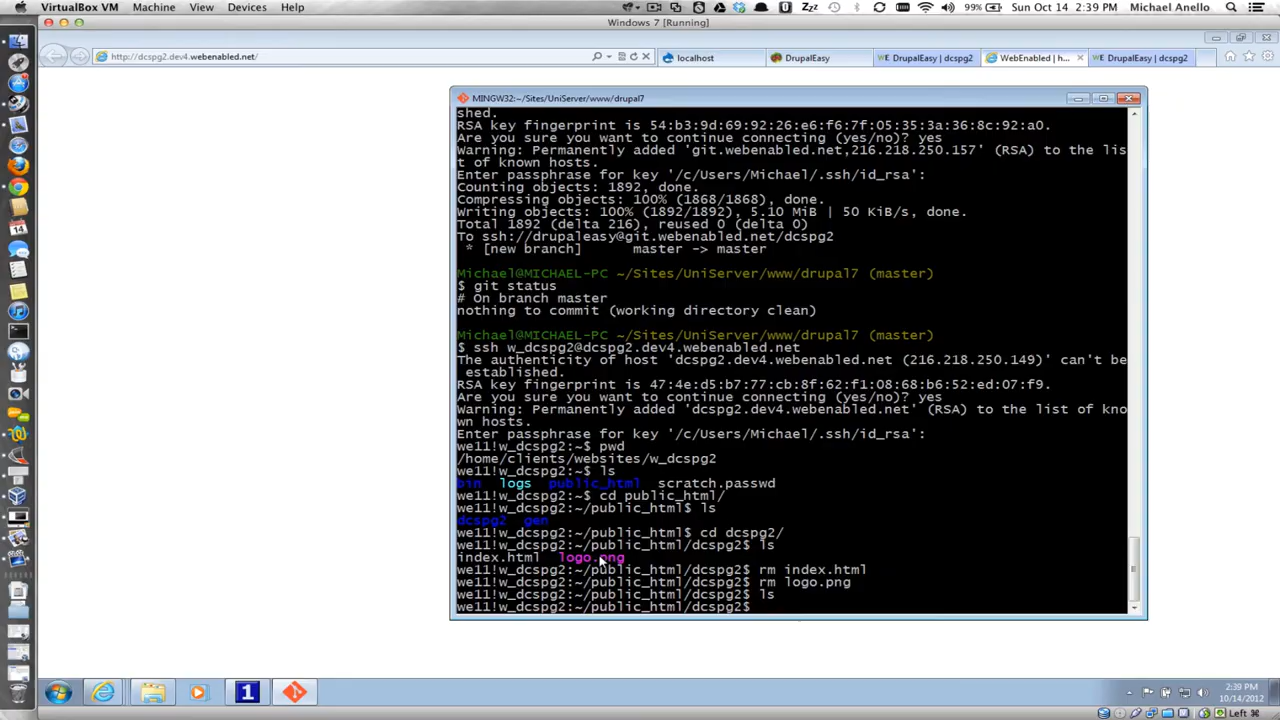 VirtualBox VM Machine View Devices Help 99% Sun Oct 14 2:39 PM Michael Anello
Windows 7 [Running]
http://dcspg2.dev4.webenabled.net/ localhost DrupalEasy WE DrupalEasy | dcspg2 WebEnabled | h... WE DrupalEasy | dcspg2
MINGW32:~/Sites/UniServer/www/drupal7
shed.
RSA key fingerprint is 54:b3:9d:69:92:26:e6:f6:7f:05:35:3a:36:8c:92:a0.
Are you sure you want to continue connecting (yes/no)? yes
Warning: Permanently added 'git.webenabled.net,216.218.250.157' (RSA) to the lis
t of known hosts.
Enter passphrase for key '/c/Users/Michael/.ssh/id_rsa':
Counting objects: 1892, done.
Compressing objects: 100% (1868/1868), done.
Writing objects: 100% (1892/1892), 5.10 MiB | 50 KiB/s, done.
Total 1892 (delta 216), reused 0 (delta 0)
To ssh://drupaleasy@git.webenabled.net/dcspg2
* [new branch] master -> master
Michael@MICHAEL-PC ~/Sites/UniServer/www/drupal7 (master)
$ git status
# On branch master
nothing to commit (working directory clean)
Michael@MICHAEL-PC ~/Sites/UniServer/www/drupal7 (master)
$ ssh w_dcspg2@dcspg2.dev4.webenabled.net
The authenticity of host 'dcspg2.dev4.webenabled.net (216.218.250.149)' can't be
established.
RSA key fingerprint is 47:4e:d5:b7:77:cb:8f:62:f1:08:68:b6:52:ed:07:f9.
Are you sure you want to continue connecting (yes/no)? yes
Warning: Permanently added 'dcspg2.dev4.webenabled.net' (RSA) to the list of kno
wn hosts.
Enter passphrase for key '/c/Users/Michael/.ssh/id_rsa':
we11!w_dcspg2:~$ pwd
/home/clients/websites/w_dcspg2
we11!w_dcspg2:~$ ls
bin logs public_html scratch.passwd
we11!w_dcspg2:~$ cd public_html/
we11!w_dcspg2:~/public_html$ ls
dcspg2 gen
we11!w_dcspg2:~/public_html$ cd dcspg2/
we11!w_dcspg2:~/public_html/dcspg2$ ls
index.html logo.png
we11!w_dcspg2:~/public_html/dcspg2$ rm index.html
we11!w_dcspg2:~/public_html/dcspg2$ rm logo.png
we11!w_dcspg2:~/public_html/dcspg2$ ls
we11!w_dcspg2:~/public_html/dcspg2$
1
2:39 PM
10/14/2012
Left ⌘